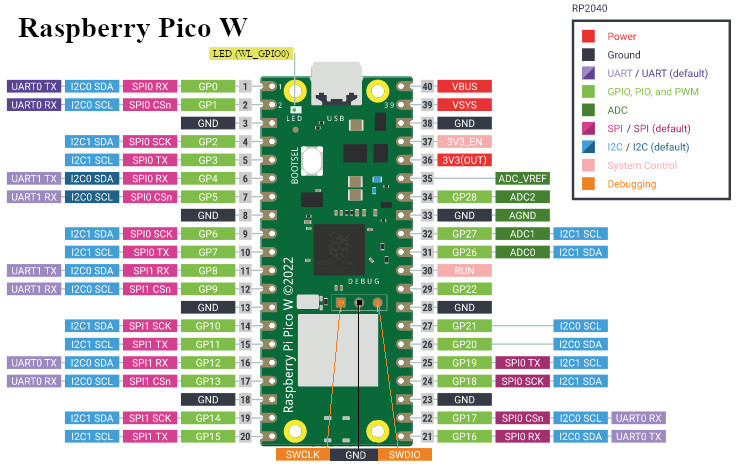 Raspberry Pico W
RP2040
Power
Ground
UART / UART (default)
GPIO, PIO, and PWM
ADC
SPI / SPI (default)
I2C / I2C (default)
System Control
Debugging
LED (WL_GPIO0)
UART0 TX I2C0 SDA SPI0 RX GP0 1 1 40 VBUS
UART0 RX I2C0 SCL SPI0 CSn GP1 2 2 LED USB 39 39 VSYS
GND 3 38 GND
I2C1 SDA SPI0 SCK GP2 4 37 3V3_EN
I2C1 SCL SPI0 TX GP3 5 BOOTSEL 36 3V3(OUT)
UART1 TX I2C0 SDA SPI0 RX GP4 6 35 ADC_VREF
UART1 RX I2C0 SCL SPI0 CSn GP5 7 34 GP28 ADC2
GND 8 33 GND AGND
I2C1 SDA SPI0 SCK GP6 9 32 GP27 ADC1 I2C1 SCL
I2C1 SCL SPI0 TX GP7 10 31 GP26 ADC0 I2C1 SDA
UART1 TX I2C0 SDA SPI1 RX GP8 11 30 RUN
UART1 RX I2C0 SCL SPI1 CSn GP9 12 DEBUG 29 GP22
GND 13 28 GND
I2C1 SDA SPI1 SCK GP10 14 27 GP21 I2C0 SCL
I2C1 SCL SPI1 TX GP11 15 26 GP20 I2C0 SDA
UART0 TX I2C0 SDA SPI1 RX GP12 16 25 GP19 SPI0 TX I2C1 SCL
UART0 RX I2C0 SCL SPI1 CSn GP13 17 24 GP18 SPI0 SCK I2C1 SDA
GND 18 23 GND
I2C1 SDA SPI1 SCK GP14 19 22 GP17 SPI0 CSn I2C0 SCL UART0 RX
I2C1 SCL SPI1 TX GP15 20 21 GP16 SPI0 RX I2C0 SDA UART0 TX
Raspberry Pi Pico W ©2022
SWCLK GND SWDIO